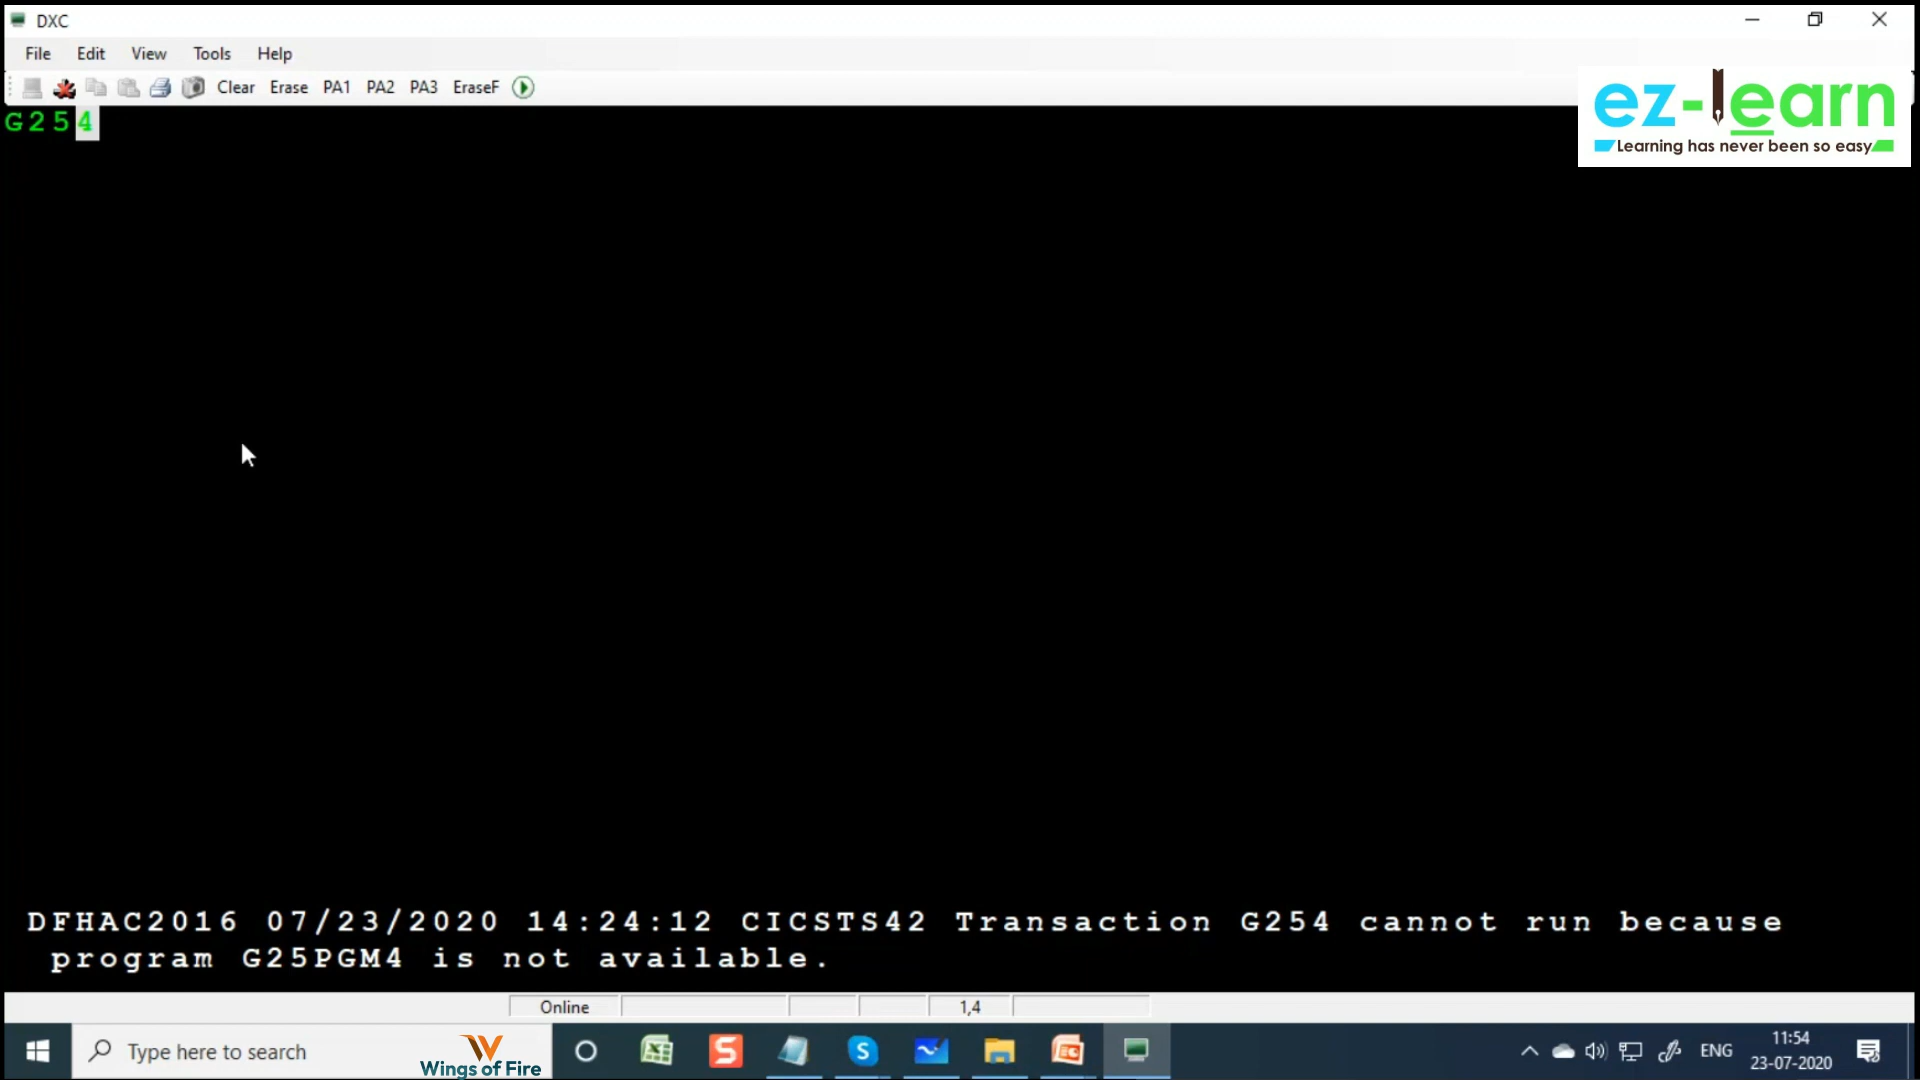 DXC
File Edit View Tools Help
Clear Erase PA1 PA2 PA3 EraseF
ez-learn
Learning has never been so easy
G254
DFHAC2016 07/23/2020 14:24:12 CICSTS42 Transaction G254 cannot run because
program G25PGM4 is not available.
Online 1,4
Type here to search
Wings of Fire
ENG
11:54
23-07-2020